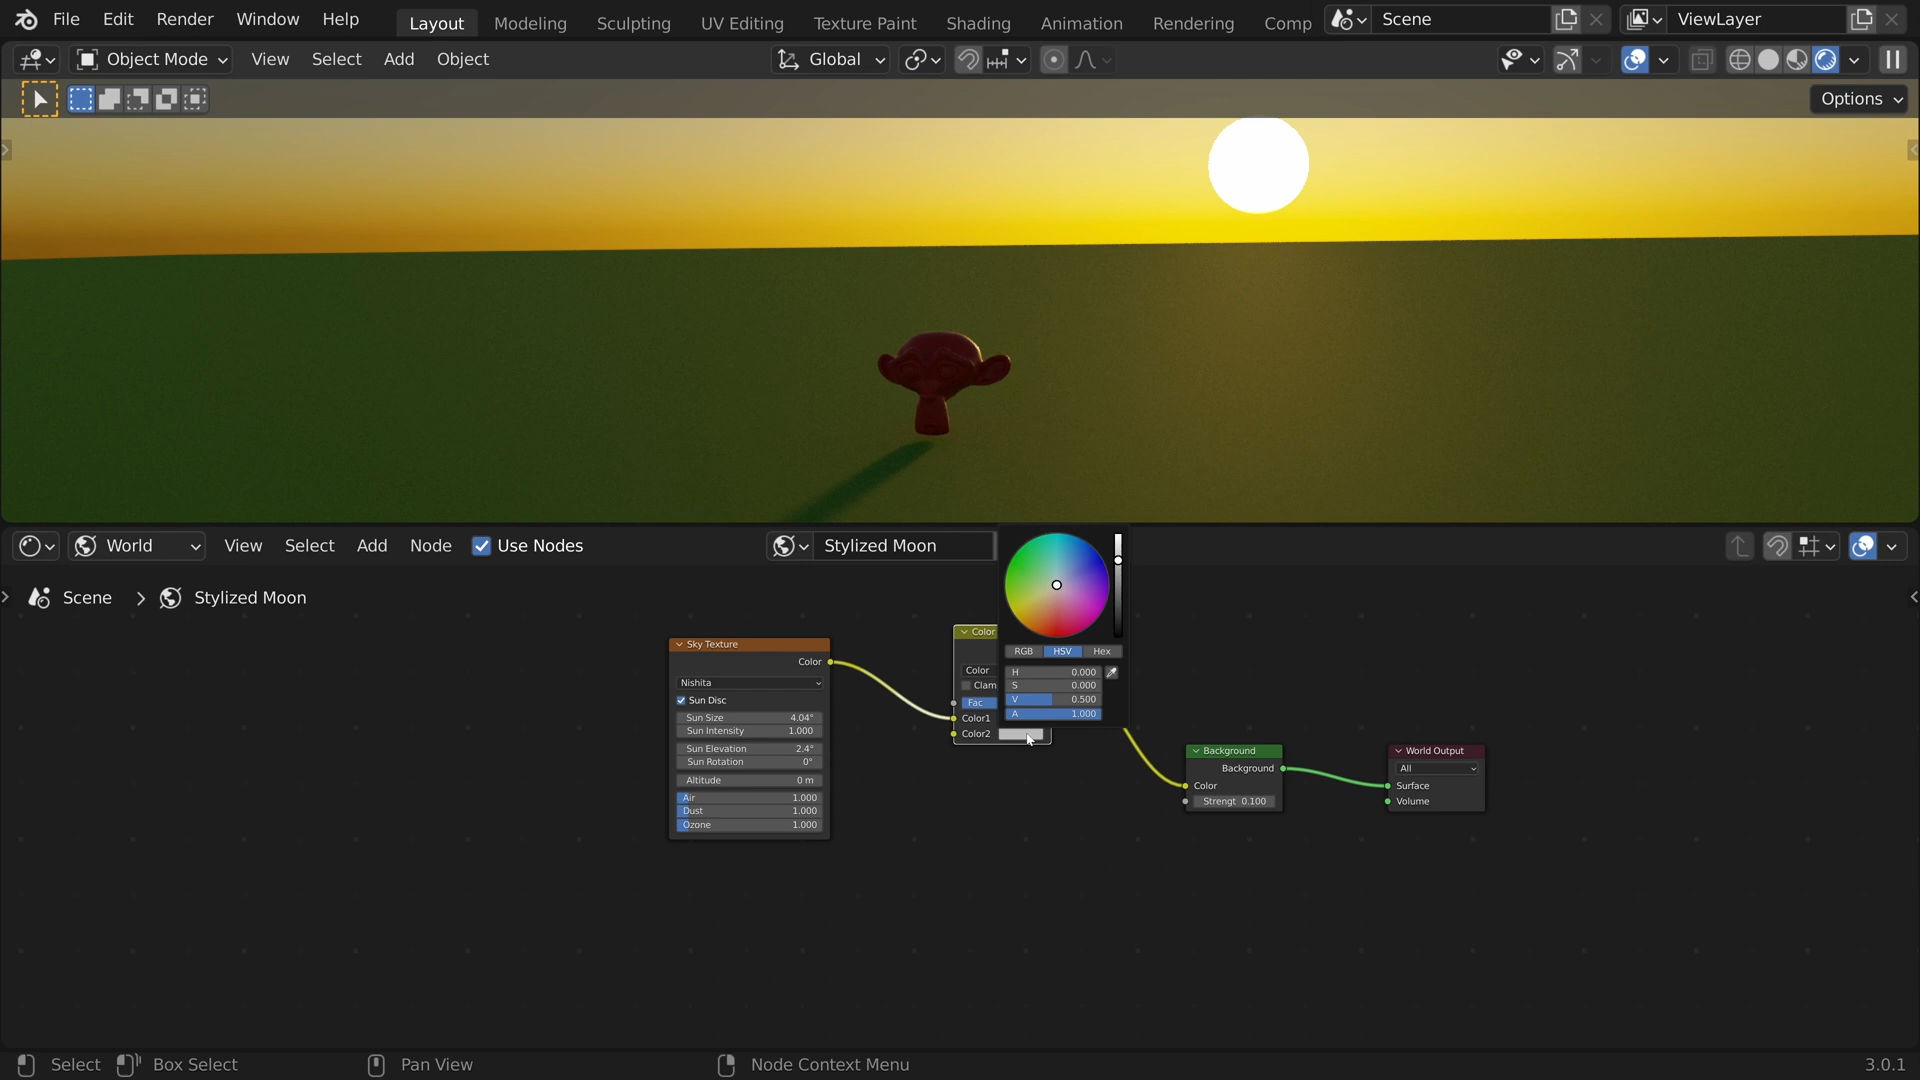 File Edit Render Window Help Layout Modeling Sculpting UV Editing Texture Paint Shading Animation Rendering Comp Scene ViewLayer
Object Mode View Select Add Object Global
Options
World View Select Add Node Use Nodes Stylized Moon
Scene Stylized Moon
Sky Texture
Color
Nishita
Sun Disc
Sun Size 4.04°
Sun Intensity 1.000
Sun Elevation 2.4°
Sun Rotation 0°
Altitude 0 m
Air 1.000
Dust 1.000
Ozone 1.000
Color
Color
Clam
Fac
Color1
Color2
RGB HSV Hex
H 0.000
S 0.000
V 0.500
A 1.000
Background
Background
Color
Strengt 0.100
World Output
All
Surface
Volume
Select Box Select Pan View Node Context Menu 3.0.1